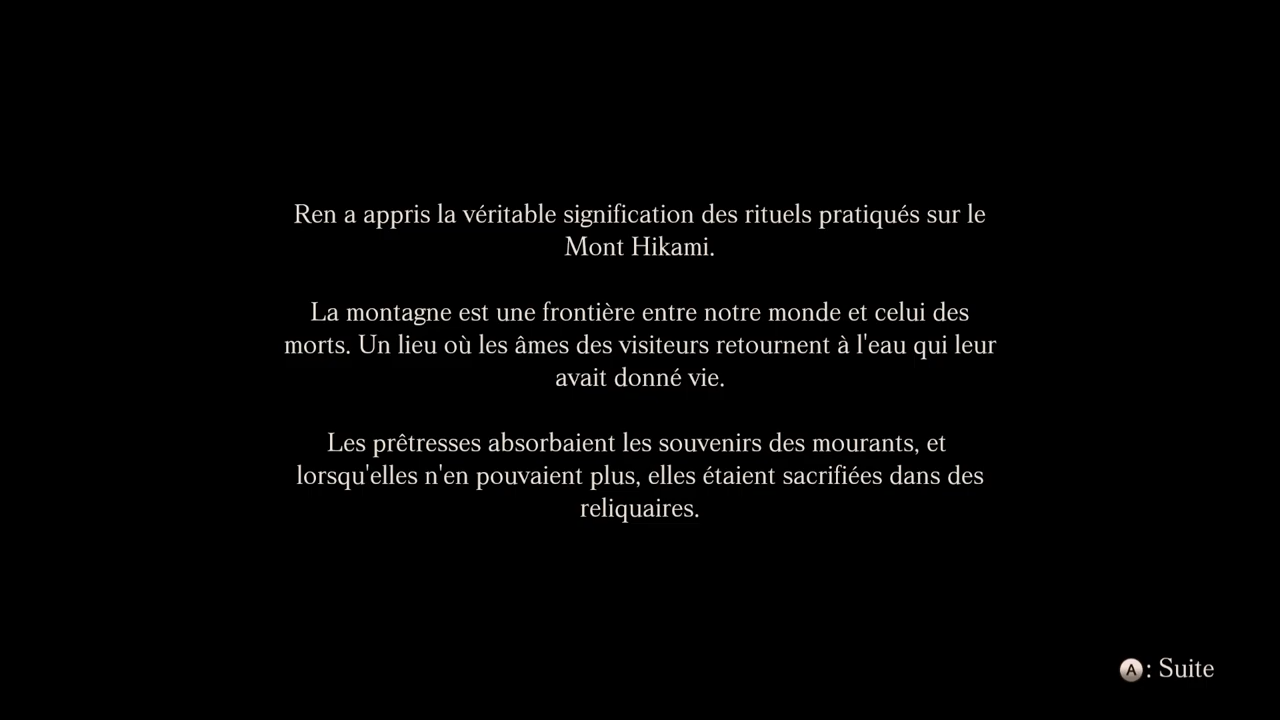 Ren a appris la véritable signification des rituels pratiqués sur le
Mont Hikami.
La montagne est une frontière entre notre monde et celui des
morts. Un lieu où les âmes des visiteurs retournent à l'eau qui leur
avait donné vie.
Les prêtresses absorbaient les souvenirs des mourants, et
lorsqu'elles n'en pouvaient plus, elles étaient sacrifiées dans des
reliquaires.
A : Suite